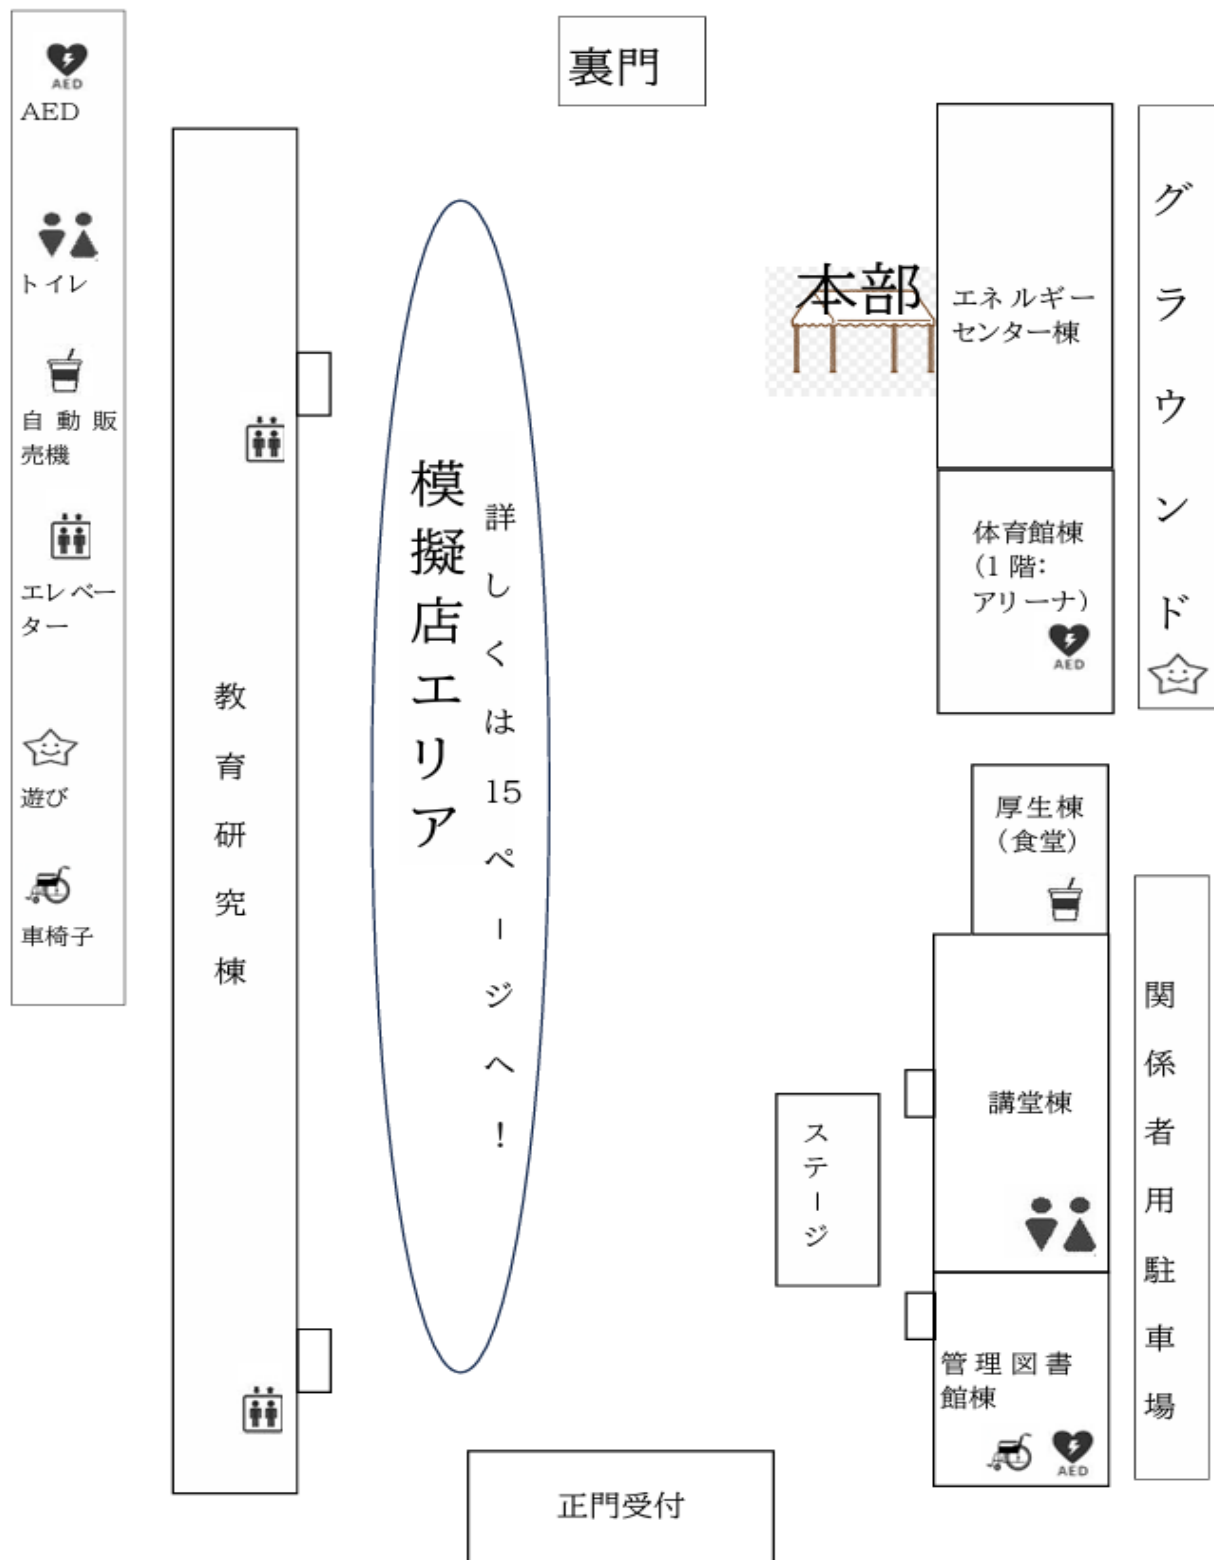 AED
AED
トイレ
自動販
売機
エレベー
ター
遊び
車椅子
裏門
教育研究棟
模擬店エリア
詳しくは15ページへ！
本部
エネルギー
センター棟
グラウンド
体育館棟
（1階：
アリーナ）
AED
厚生棟
（食堂）
講堂棟
ステージ
管理図書
館棟
AED
関係者用駐車場
正門受付